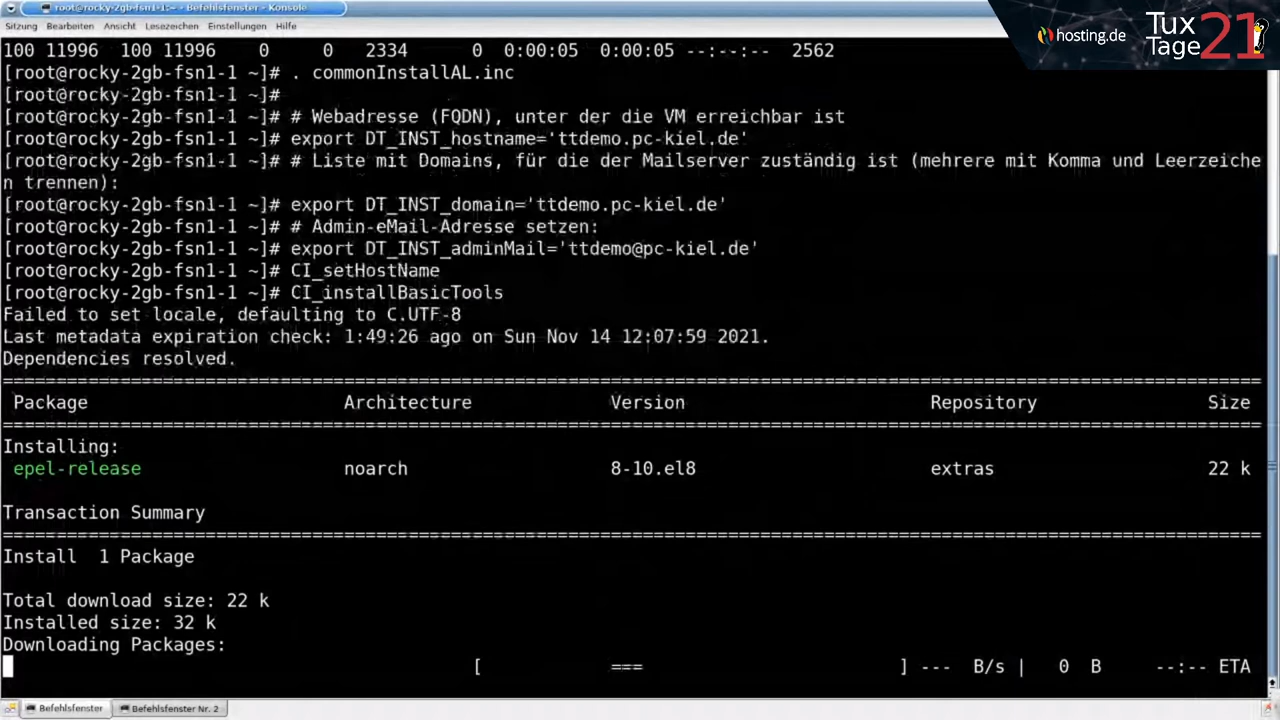 root@rocky-2gb-fsn1-1:~ - Befehlsfenster - Konsole
Sitzung Bearbeiten Ansicht Lesezeichen Einstellungen Hilfe
hosting.de
Tux
Tage21
100 11996  100 11996    0     0   2334      0  0:00:05  0:00:05 --:--:--  2562
[root@rocky-2gb-fsn1-1 ~]# . commonInstallAL.inc
[root@rocky-2gb-fsn1-1 ~]#
[root@rocky-2gb-fsn1-1 ~]# # Webadresse (FQDN), unter der die VM erreichbar ist
[root@rocky-2gb-fsn1-1 ~]# export DT_INST_hostname='ttdemo.pc-kiel.de'
[root@rocky-2gb-fsn1-1 ~]# # Liste mit Domains, für die der Mailserver zuständig ist (mehrere mit Komma und Leerzeiche
n trennen):
[root@rocky-2gb-fsn1-1 ~]# export DT_INST_domain='ttdemo.pc-kiel.de'
[root@rocky-2gb-fsn1-1 ~]# # Admin-eMail-Adresse setzen:
[root@rocky-2gb-fsn1-1 ~]# export DT_INST_adminMail='ttdemo@pc-kiel.de'
[root@rocky-2gb-fsn1-1 ~]# CI_setHostName
[root@rocky-2gb-fsn1-1 ~]# CI_installBasicTools
Failed to set locale, defaulting to C.UTF-8
Last metadata expiration check: 1:49:26 ago on Sun Nov 14 12:07:59 2021.
Dependencies resolved.
================================================================================
Package Architecture Version Repository Size
================================================================================
Installing:
epel-release noarch 8-10.el8 extras 22 k

Transaction Summary
================================================================================
Install  1 Package

Total download size: 22 k
Installed size: 32 k
Downloading Packages:
[ === ] --- B/s | 0 B --:-- ETA
Befehlsfenster Befehlsfenster Nr. 2